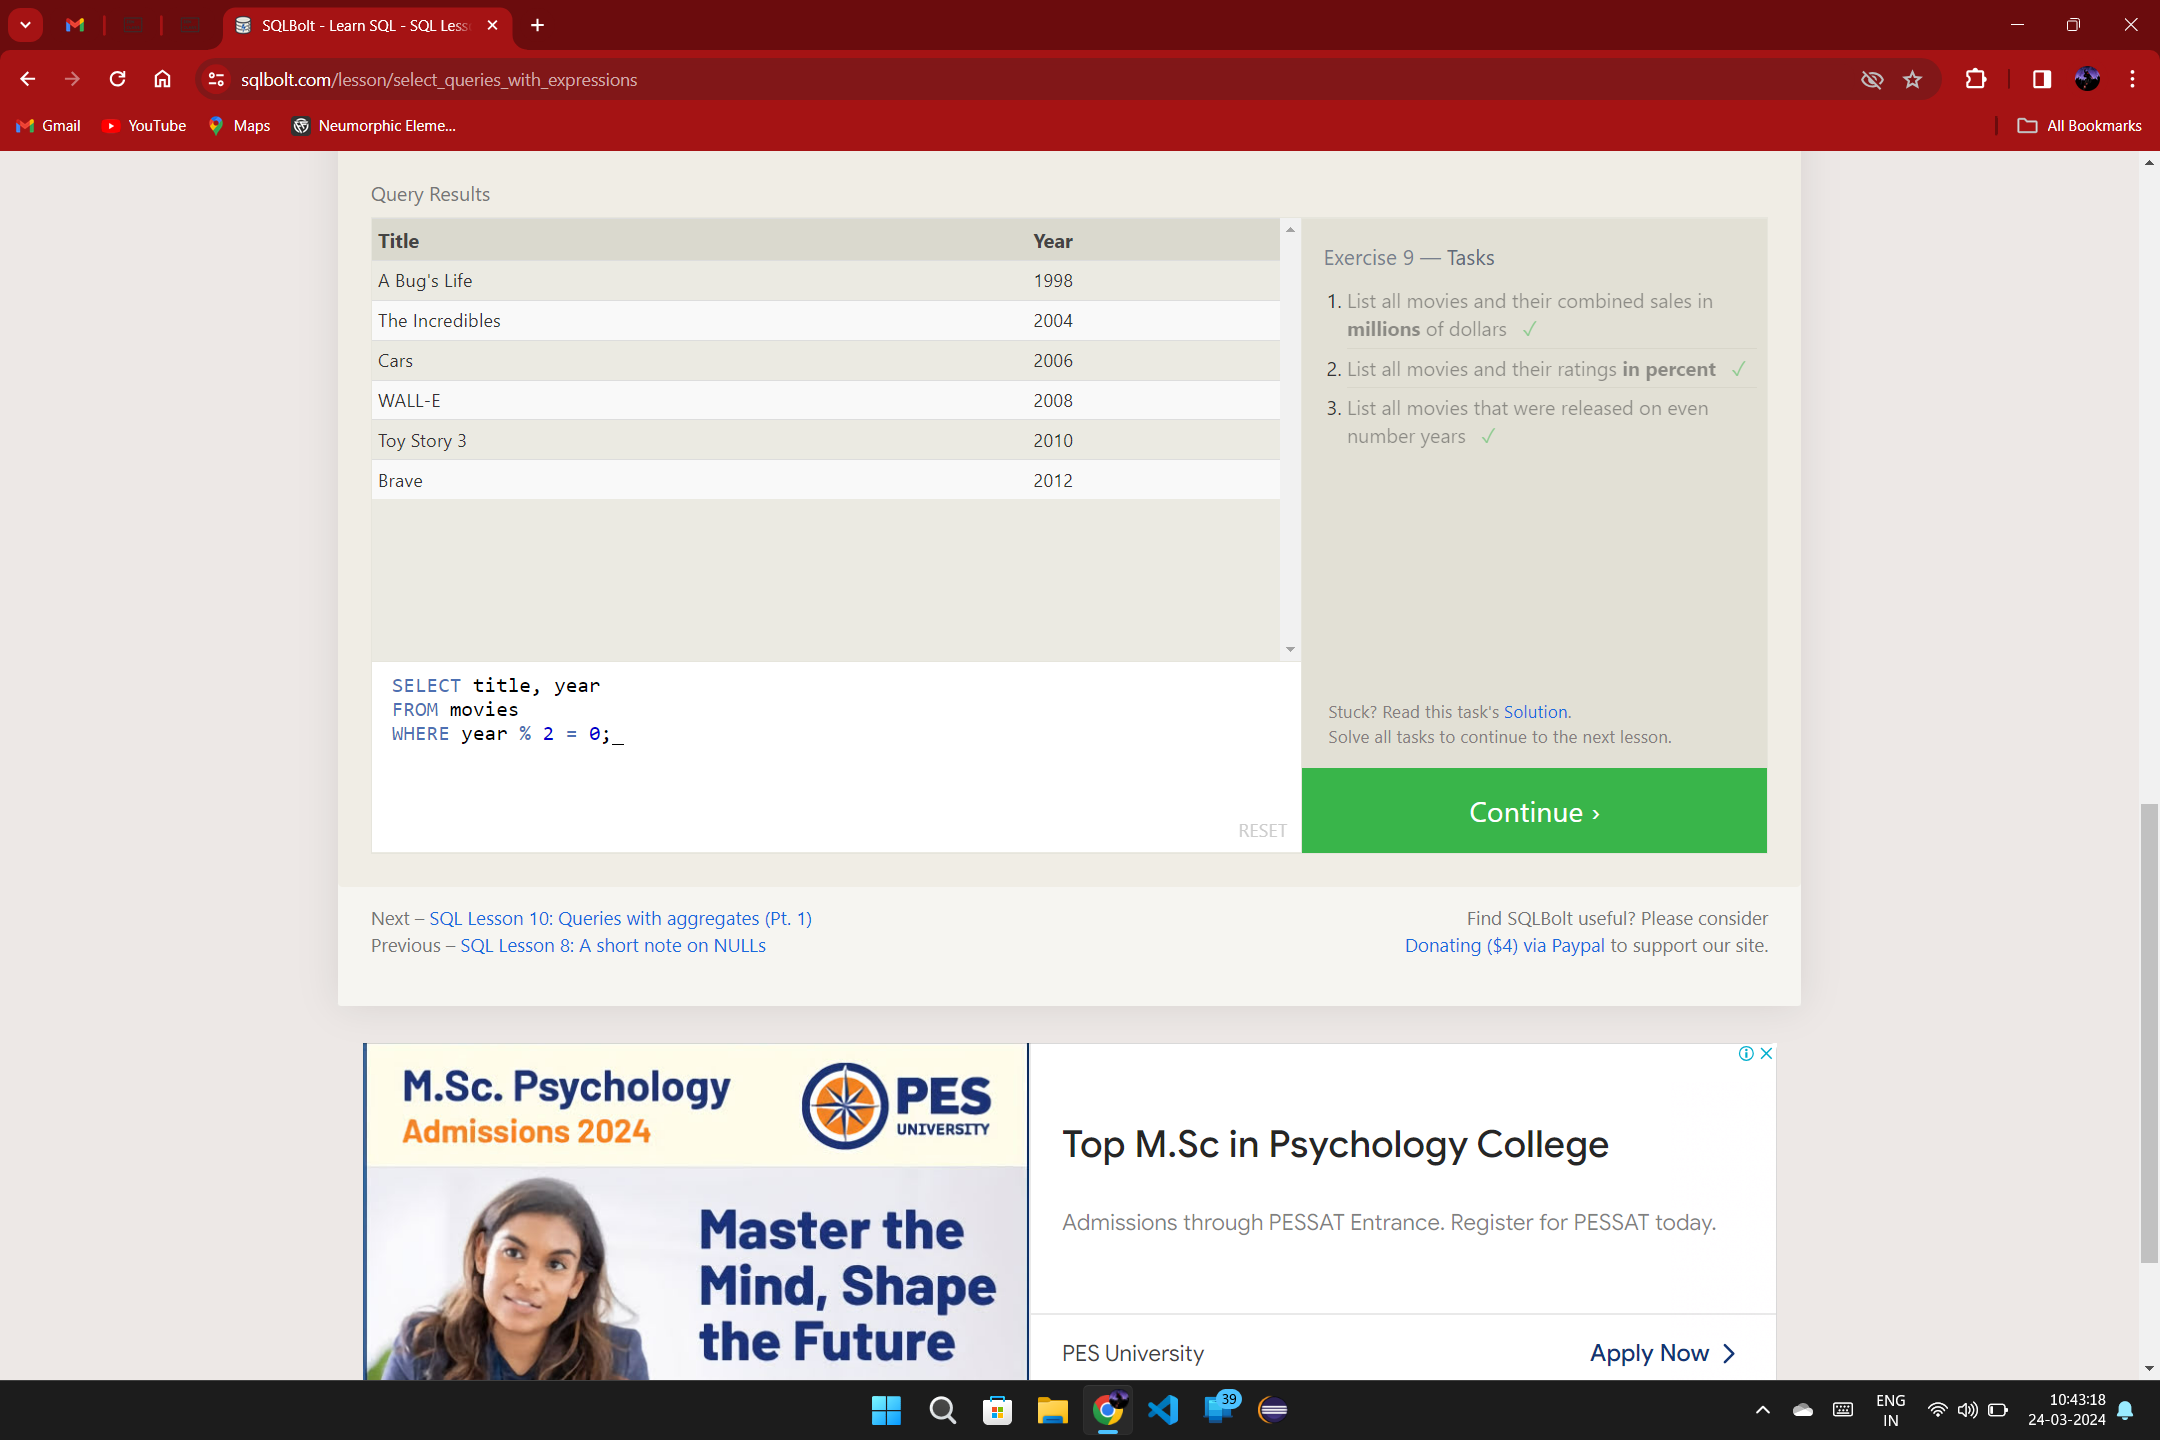 SQLBolt - Learn SQL - SQL Less
sqlbolt.com/lesson/select_queries_with_expressions
Gmail
YouTube
Maps
Neumorphic Eleme...
All Bookmarks
Query Results
Title Year
A Bug's Life 1998
The Incredibles 2004
Cars 2006
WALL-E 2008
Toy Story 3 2010
Brave 2012
SELECT title, year
FROM movies
WHERE year % 2 = 0;_
RESET
Exercise 9 — Tasks
1. List all movies and their combined sales in
millions of dollars ✓
2. List all movies and their ratings in percent ✓
3. List all movies that were released on even
number years ✓
Stuck? Read this task's Solution.
Solve all tasks to continue to the next lesson.
Continue ›
Next – SQL Lesson 10: Queries with aggregates (Pt. 1)
Previous – SQL Lesson 8: A short note on NULLs
Find SQLBolt useful? Please consider
Donating ($4) via Paypal to support our site.
M.Sc. Psychology
Admissions 2024
PES
UNIVERSITY
Master the
Mind, Shape
the Future
Top M.Sc in Psychology College
Admissions through PESSAT Entrance. Register for PESSAT today.
PES University
Apply Now
39
ENG
IN
10:43:18
24-03-2024